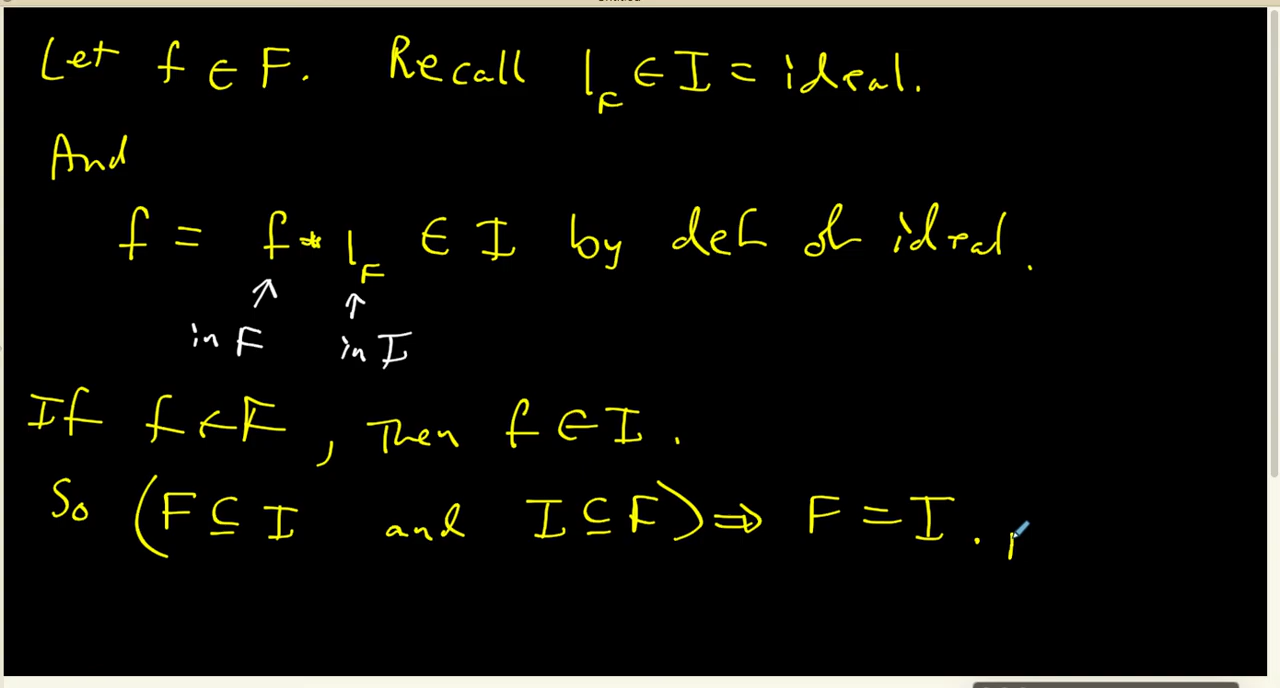 Let f ∈ F. Recall 1_F ∈ I = ideal.
And
f = f * 1_F ∈ I by def of ideal.
↑ ↑
in F in I
If f ∈ F, Then f ∈ I.
So (F ⊆ I and I ⊆ F) ⇒ F = I.